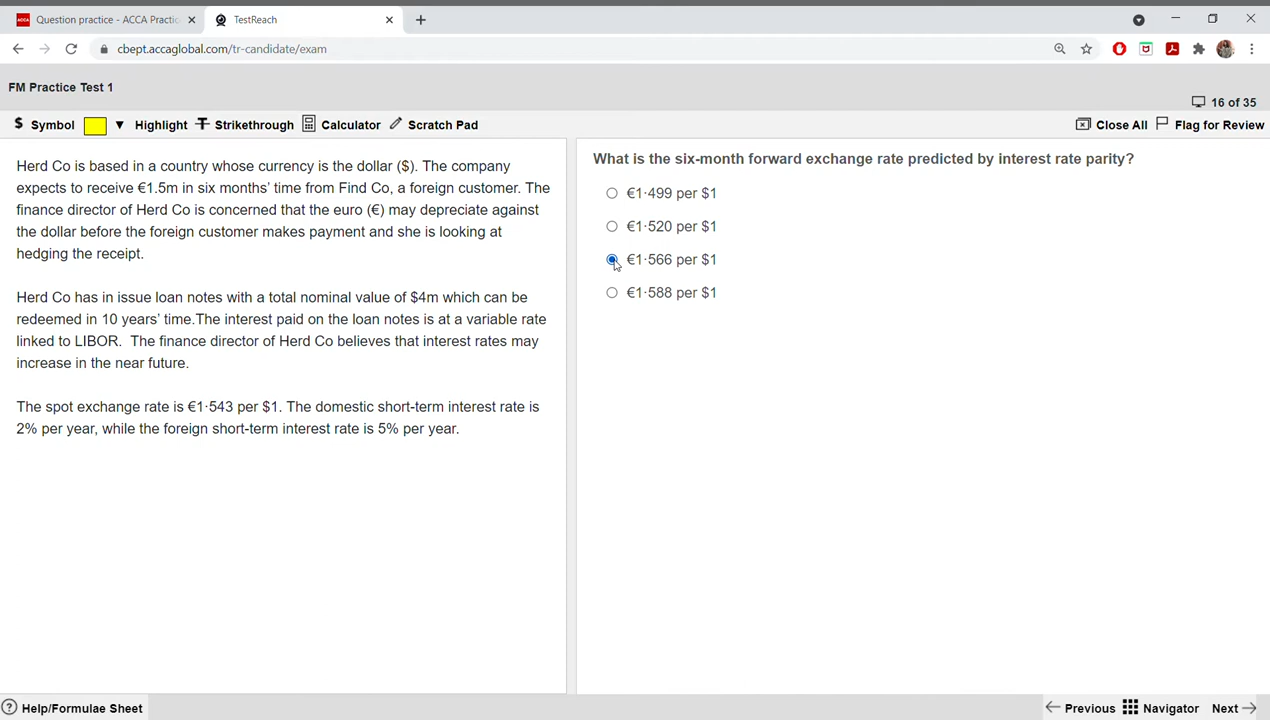 Question practice - ACCA Practic
TestReach
cbept.accaglobal.com/tr-candidate/exam
FM Practice Test 1
16 of 35
$ Symbol
Highlight
Strikethrough
Calculator
Scratch Pad
Close All
Flag for Review
Herd Co is based in a country whose currency is the dollar ($). The company
expects to receive €1.5m in six months’ time from Find Co, a foreign customer. The
finance director of Herd Co is concerned that the euro (€) may depreciate against
the dollar before the foreign customer makes payment and she is looking at
hedging the receipt.
Herd Co has in issue loan notes with a total nominal value of $4m which can be
redeemed in 10 years’ time.The interest paid on the loan notes is at a variable rate
linked to LIBOR.  The finance director of Herd Co believes that interest rates may
increase in the near future.
The spot exchange rate is €1·543 per $1. The domestic short-term interest rate is
2% per year, while the foreign short-term interest rate is 5% per year.
What is the six-month forward exchange rate predicted by interest rate parity?
€1·499 per $1
€1·520 per $1
€1·566 per $1
€1·588 per $1
Help/Formulae Sheet
Previous
Navigator
Next